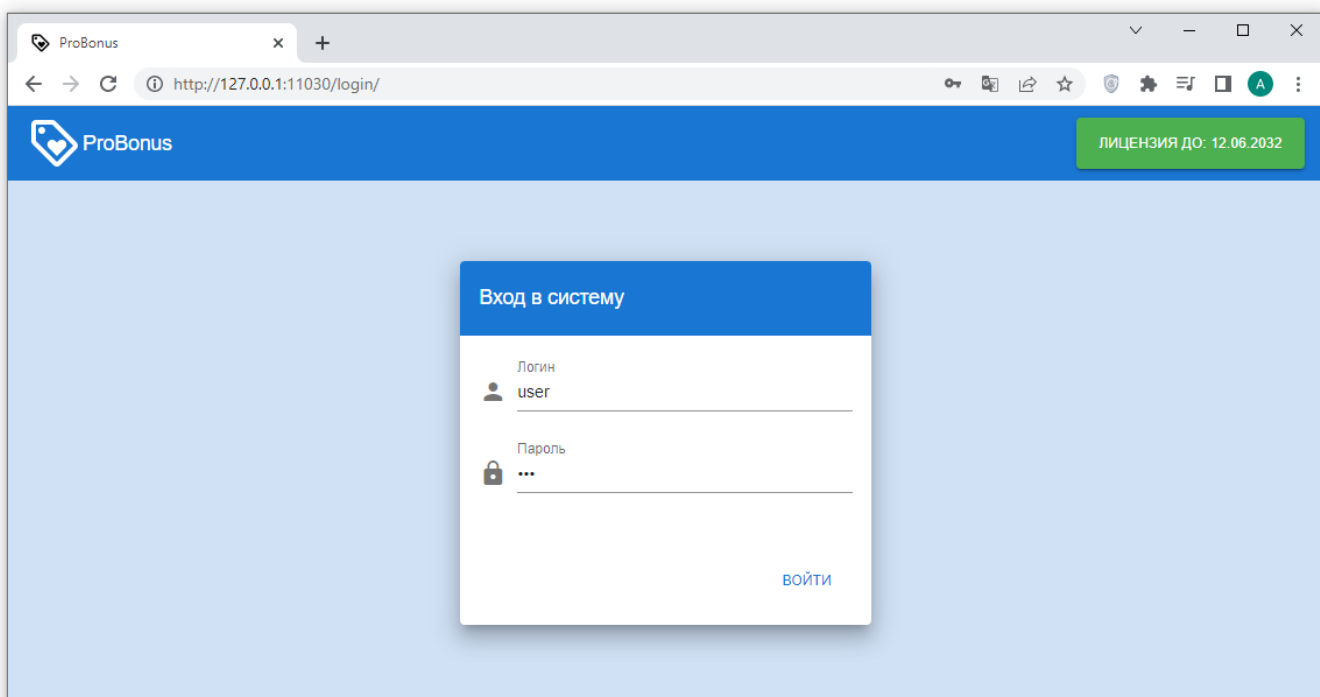 ProBonus
http://127.0.0.1:11030/login/
A
ProBonus
ЛИЦЕНЗИЯ ДО: 12.06.2032
Вход в систему
Логин
user
Пароль
•••
ВОЙТИ